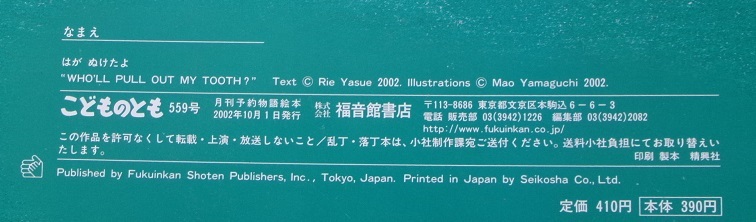 なまえ
はが ぬけたよ
"WHO'LL PULL OUT MY TOOTH?" Text © Rie Yasue 2002. Illustrations © Mao Yamaguchi 2002.
こどものとも 559号 月刊予約物語絵本 2002年10月1日発行 株式会社 福音館書店 〒113-8686 東京都文京区本駒込6-6-3
電話 販売部 03(3942)1226 編集部 03(3942)2082
http://www.fukuinkan.co.jp/
この作品を許可なくして転載・上演・放送しないこと/乱丁・落丁本は、小社制作課宛ご送付ください。送料小社負担にてお取り替えい
たします。
印刷 製本 精興社
Published by Fukuinkan Shoten Publishers, Inc., Tokyo, Japan. Printed in Japan by Seikosha Co., Ltd.
定価 410円 本体 390円